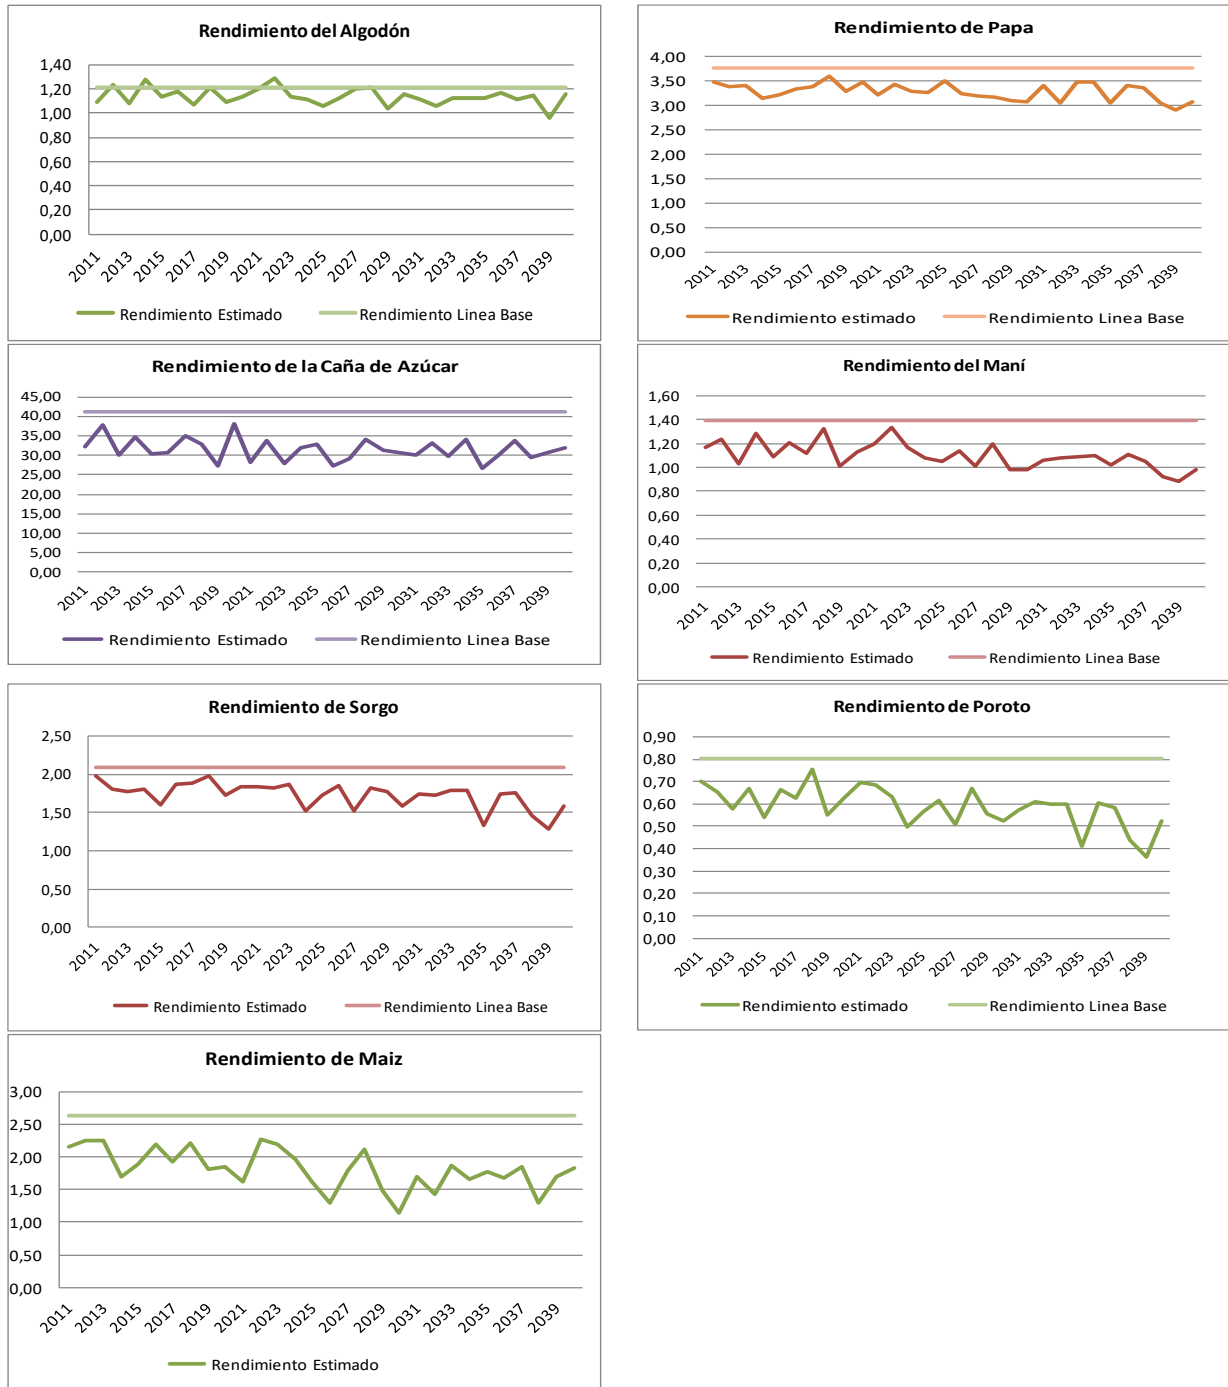 Rendimiento del Algodón
1,40
1,20
1,00
0,80
0,60
0,40
0,20
0,00
2011 2013 2015 2017 2019 2021 2023 2025 2027 2029 2031 2033 2035 2037 2039
Rendimiento Estimado Rendimiento Linea Base
Rendimiento de Papa
4,00
3,50
3,00
2,50
2,00
1,50
1,00
0,50
0,00
2011 2013 2015 2017 2019 2021 2023 2025 2027 2029 2031 2033 2035 2037 2039
Rendimiento estimado Rendimiento Linea Base
Rendimiento de la Caña de Azúcar
45,00
40,00
35,00
30,00
25,00
20,00
15,00
10,00
5,00
0,00
2011 2013 2015 2017 2019 2021 2023 2025 2027 2029 2031 2033 2035 2037 2039
Rendimiento Estimado Rendimiento Linea Base
Rendimiento del Maní
1,60
1,40
1,20
1,00
0,80
0,60
0,40
0,20
0,00
2011 2013 2015 2017 2019 2021 2023 2025 2027 2029 2031 2033 2035 2037 2039
Rendimiento Estimado Rendimiento Linea Base
Rendimiento de Sorgo
2,50
2,00
1,50
1,00
0,50
0,00
2011 2013 2015 2017 2019 2021 2023 2025 2027 2029 2031 2033 2035 2037 2039
Rendimiento Estimado Rendimiento Linea Base
Rendimiento de Poroto
0,90
0,80
0,70
0,60
0,50
0,40
0,30
0,20
0,10
0,00
2011 2013 2015 2017 2019 2021 2023 2025 2027 2029 2031 2033 2035 2037 2039
Rendimiento estimado Rendimiento Linea Base
Rendimiento de Maiz
3,00
2,50
2,00
1,50
1,00
0,50
0,00
2011 2013 2015 2017 2019 2021 2023 2025 2027 2029 2031 2033 2035 2037 2039
Rendimiento Estimado